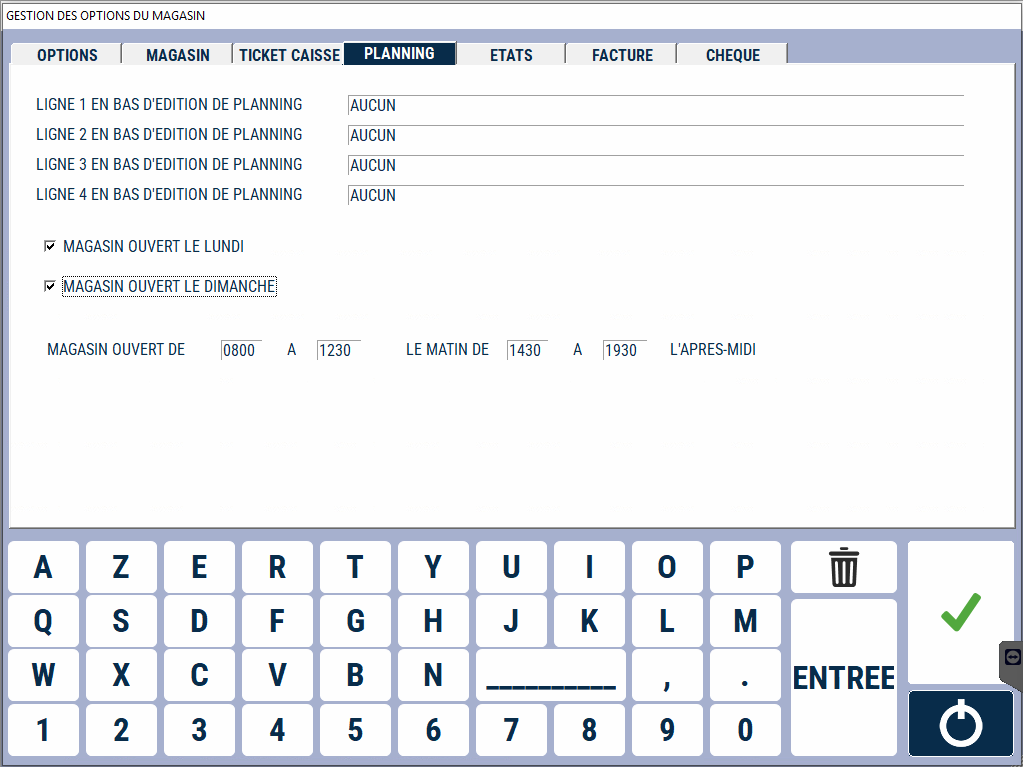 GESTION DES OPTIONS DU MAGASIN
OPTIONS MAGASIN TICKET CAISSE PLANNING ETATS FACTURE CHEQUE
LIGNE 1 EN BAS D'EDITION DE PLANNING AUCUN
LIGNE 2 EN BAS D'EDITION DE PLANNING AUCUN
LIGNE 3 EN BAS D'EDITION DE PLANNING AUCUN
LIGNE 4 EN BAS D'EDITION DE PLANNING AUCUN
MAGASIN OUVERT LE LUNDI
MAGASIN OUVERT LE DIMANCHE
MAGASIN OUVERT DE 0800 A 1230 LE MATIN DE 1430 A 1930 L'APRES-MIDI
A Z E R T Y U I O P
Q S D F G H J K L M
W X C V B N __________ , . ENTREE
1 2 3 4 5 6 7 8 9 0